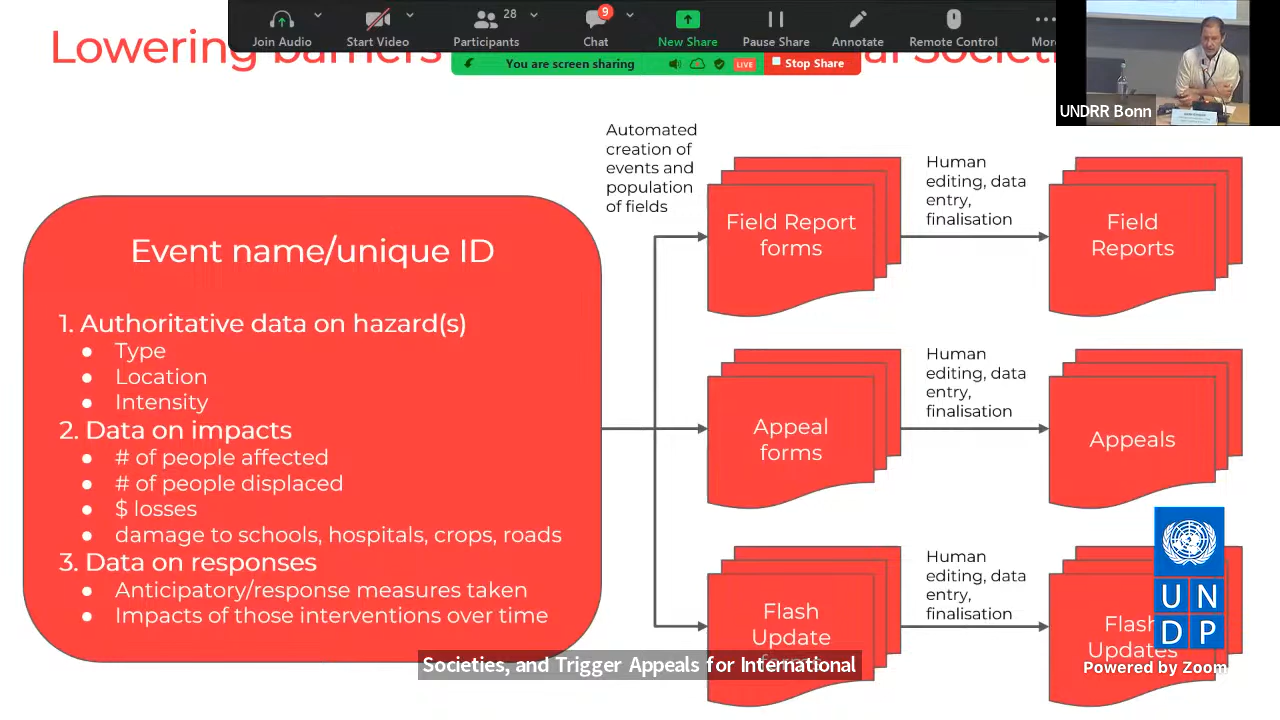 Join Audio
Start Video
Participants
28
Chat
9
New Share
Pause Share
Annotate
Remote Control
More
You are screen sharing
LIVE
Stop Share
UNDRR Bonn
Lowering barriers
Automated
creation of
events and
population
of fields
Event name/unique ID
1. Authoritative data on hazard(s)
● Type
● Location
● Intensity
2. Data on impacts
● # of people affected
● # of people displaced
● $ losses
● damage to schools, hospitals, crops, roads
3. Data on responses
● Anticipatory/response measures taken
● Impacts of those interventions over time
Field Report
forms
Human
editing, data
entry,
finalisation
Field
Reports
Appeal
forms
Human
editing, data
entry,
finalisation
Appeals
Flash
Update
Human
editing, data
entry,
finalisation
Flash
Updates
UN
DP
Powered by Zoom
Societies, and Trigger Appeals for International